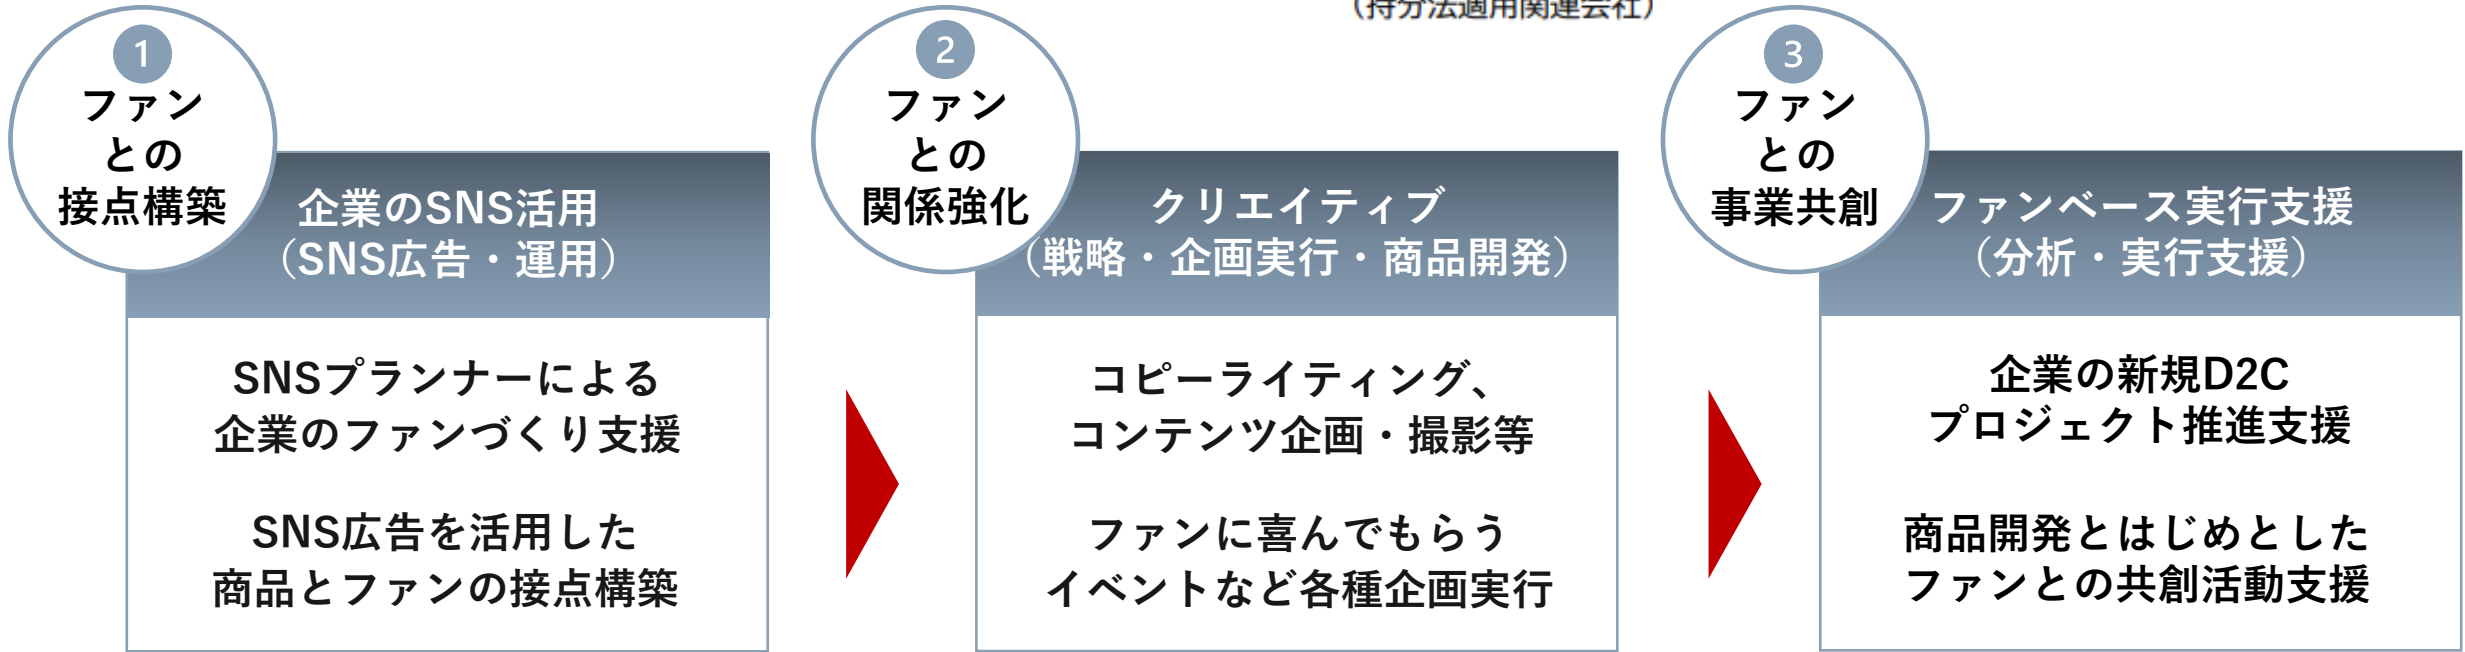 （持分法適用関連会社）
1
ファン
との
接点構築
企業のSNS活用
（SNS広告・運用）
SNSプランナーによる
企業のファンづくり支援
SNS広告を活用した
商品とファンの接点構築
2
ファン
との
関係強化
クリエイティブ
（戦略・企画実行・商品開発）
コピーライティング、
コンテンツ企画・撮影等
ファンに喜んでもらう
イベントなど各種企画実行
3
ファン
との
事業共創
ファンベース実行支援
（分析・実行支援）
企業の新規D2C
プロジェクト推進支援
商品開発とはじめとした
ファンとの共創活動支援